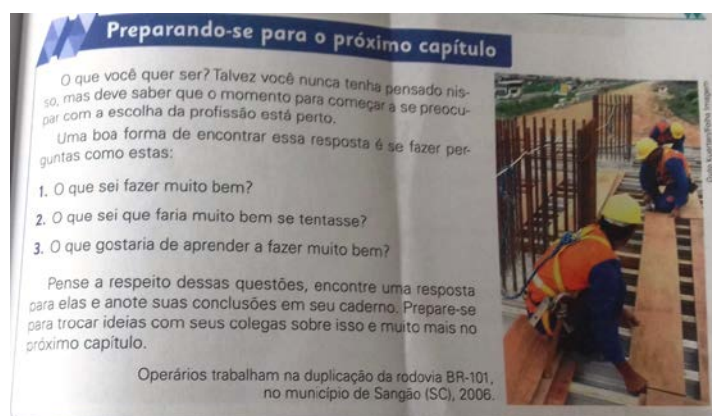 Preparando-se para o próximo capítulo
O que você quer ser? Talvez você nunca tenha pensado nis-
so, mas deve saber que o momento para começar a se preocu-
par com a escolha da profissão está perto.
Uma boa forma de encontrar essa resposta é se fazer per-
guntas como estas:
1. O que sei fazer muito bem?
2. O que sei que faria muito bem se tentasse?
3. O que gostaria de aprender a fazer muito bem?
Pense a respeito dessas questões, encontre uma resposta
para elas e anote suas conclusões em seu caderno. Prepare-se
para trocar ideias com seus colegas sobre isso e muito mais no
próximo capítulo.
Operários trabalham na duplicação da rodovia BR-101,
no município de Sangão (SC), 2006.